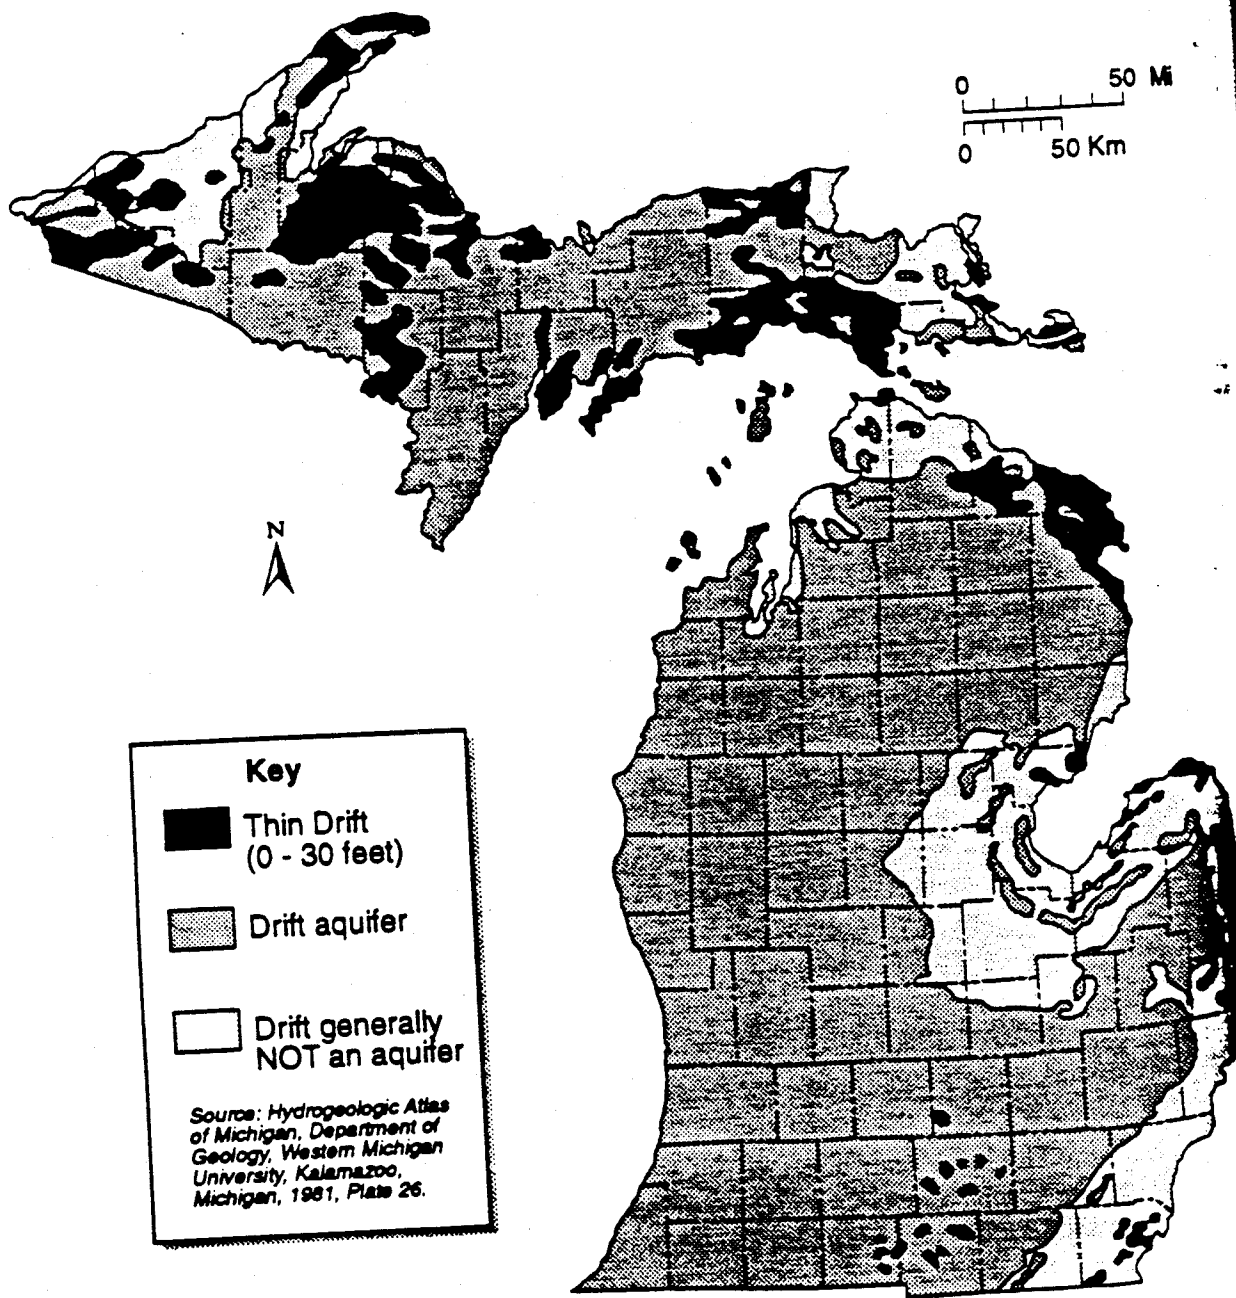 0 50 Mi
0 50 Km
N
Key
Thin Drift
(0 - 30 feet)
Drift aquifer
Drift generally
NOT an aquifer
Source: Hydrogeologic Atlas
of Michigan, Department of
Geology, Western Michigan
University, Kalamazoo,
Michigan, 1981, Plate 26.